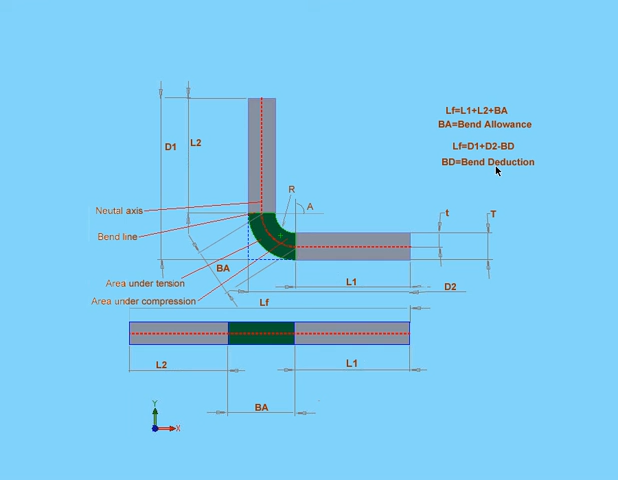 Lf=L1+L2+BA
BA=Bend Allowance
Lf=D1+D2-BD
BD=Bend Deduction
D1
L2
R
A
Neutal axis
Bend line
t
T
BA
Area under tension
Area under compression
L1
D2
Lf
L2
L1
BA
Y
X